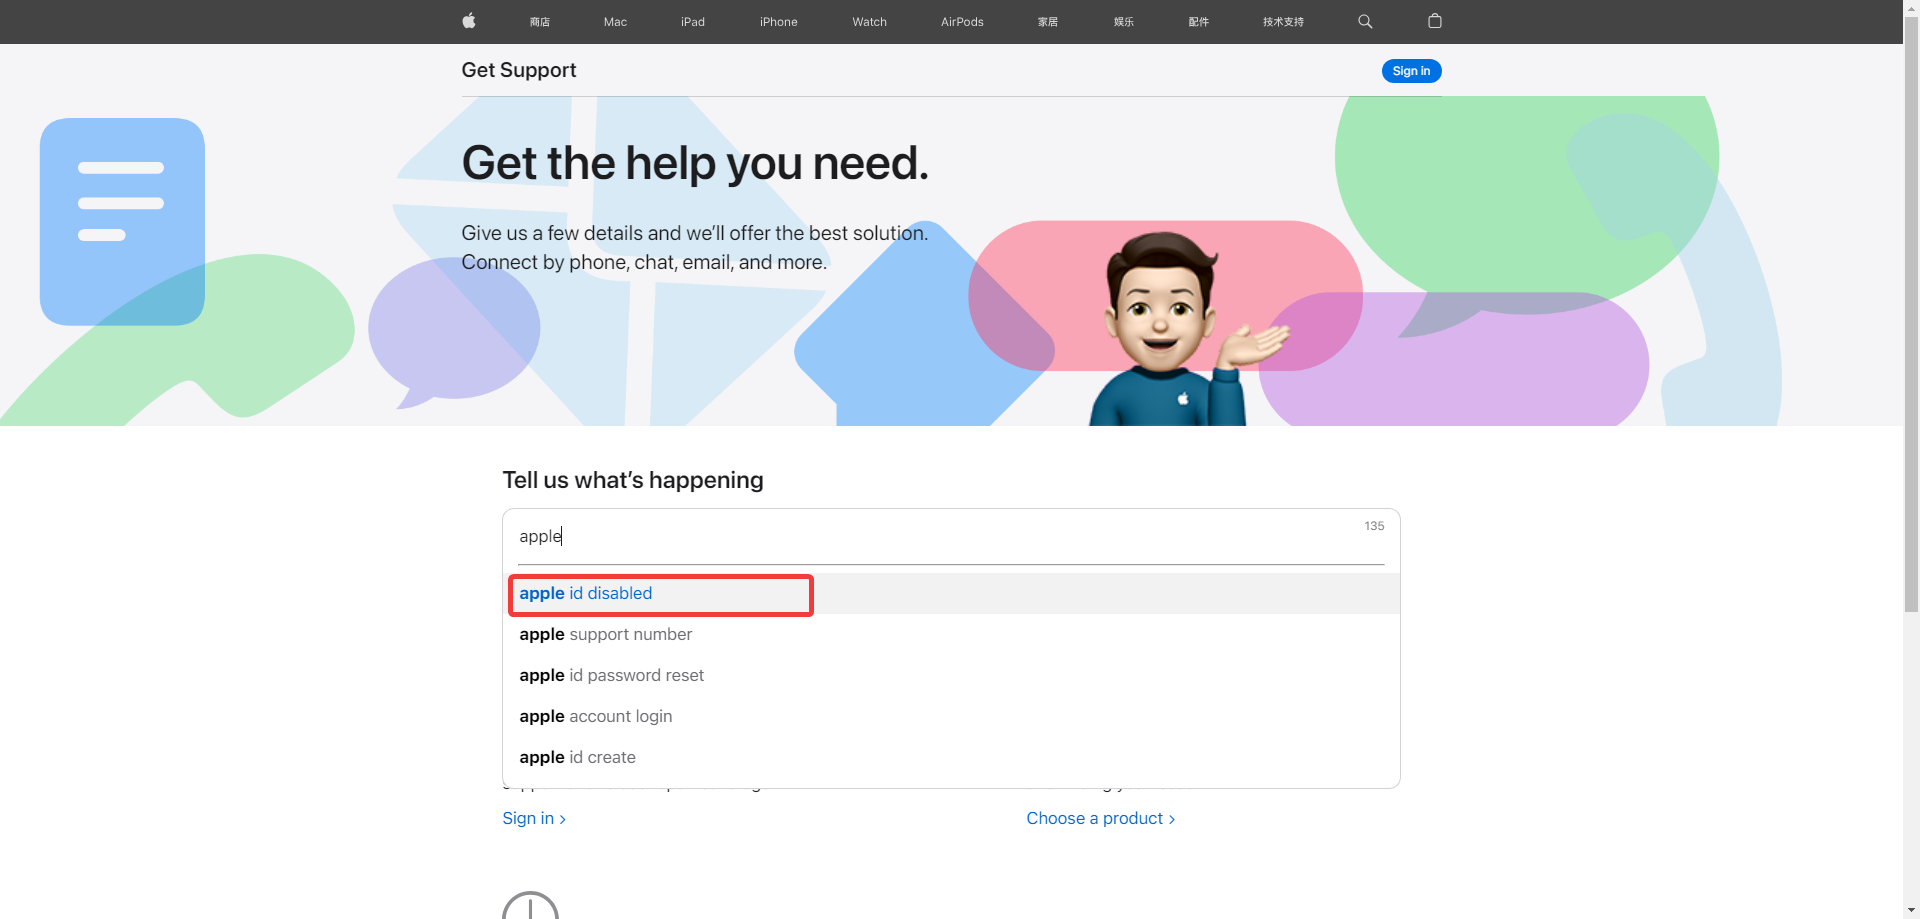 商店 Mac iPad iPhone Watch AirPods 家居 娱乐 配件 技术支持
Get Support
Sign in
Get the help you need.
Give us a few details and we’ll offer the best solution.
Connect by phone, chat, email, and more.
Tell us what’s happening
apple
135
apple id disabled
apple support number
apple id password reset
apple account login
apple id create
Sign in >
Choose a product >